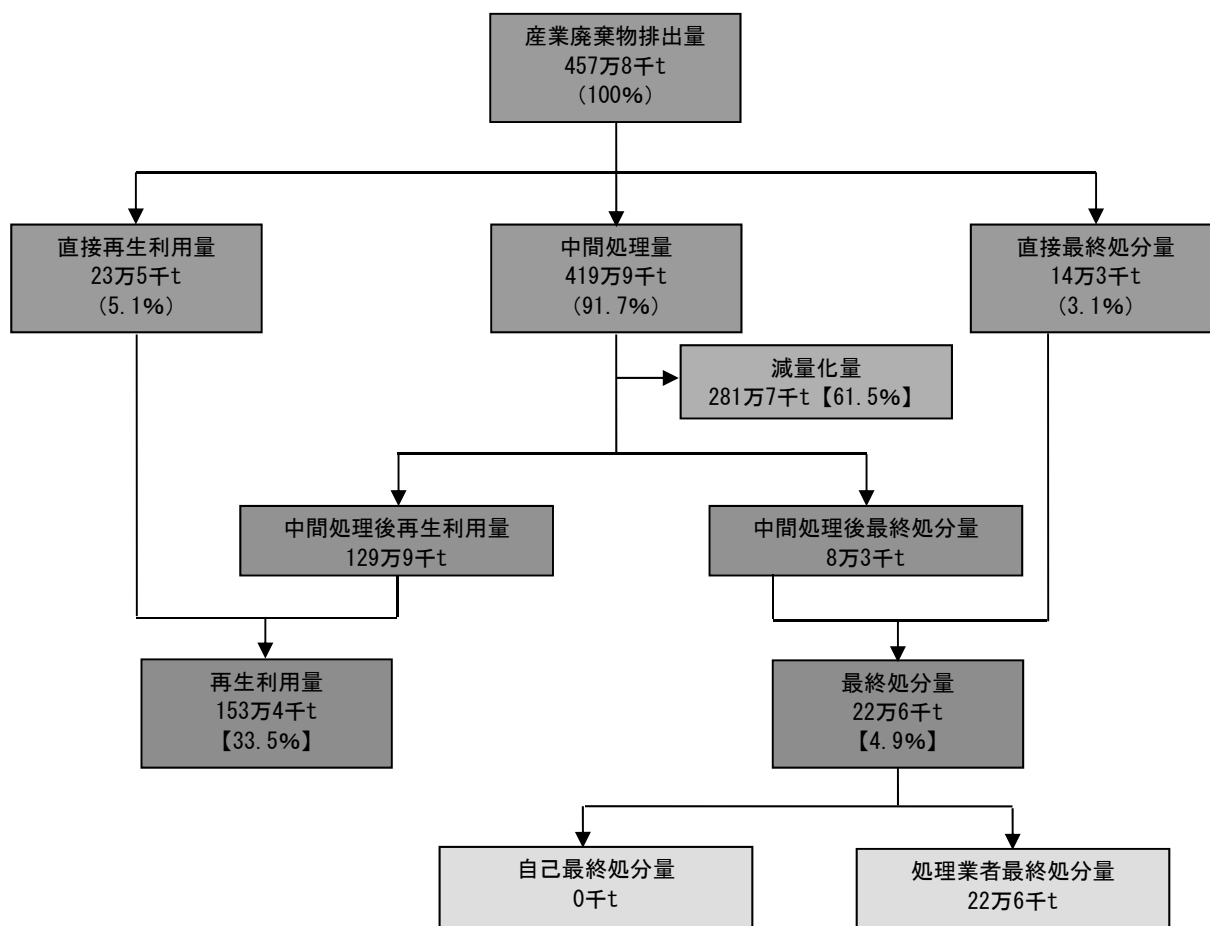 産業廃棄物排出量
457万8千t
(100%)
直接再生利用量
23万5千t
(5.1%)
中間処理量
419万9千t
(91.7%)
直接最終処分量
14万3千t
(3.1%)
減量化量
281万7千t【61.5%】
中間処理後再生利用量
129万9千t
中間処理後最終処分量
8万3千t
再生利用量
153万4千t
【33.5%】
最終処分量
22万6千t
【4.9%】
自己最終処分量
0千t
処理業者最終処分量
22万6千t